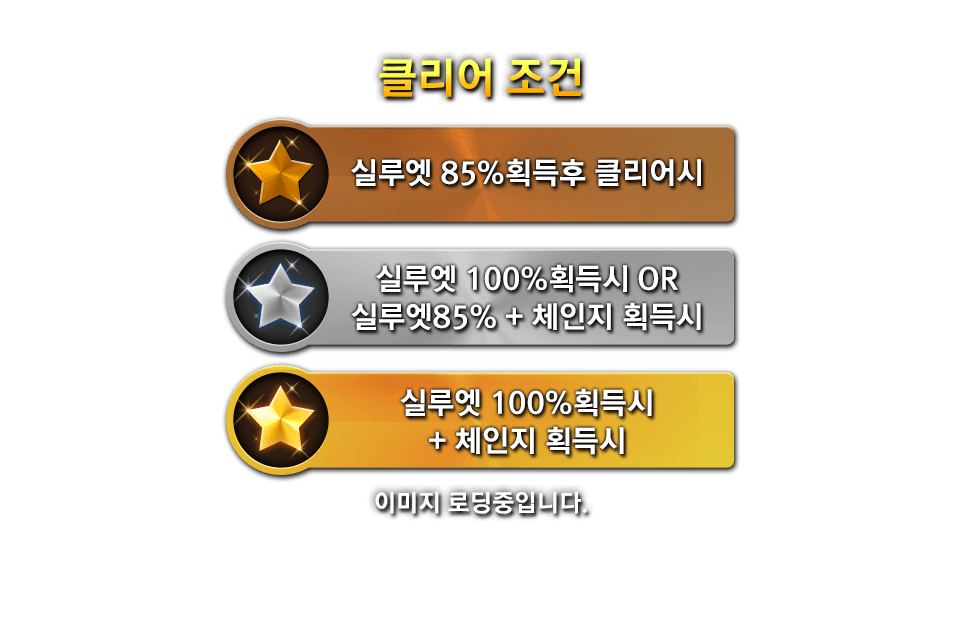 클리어 조건
실루엣 85%획득후 클리어시
실루엣 100%획득시 OR
실루엣85% + 체인지 획득시
실루엣 100%획득시
+ 체인지 획득시
이미지 로딩중입니다.